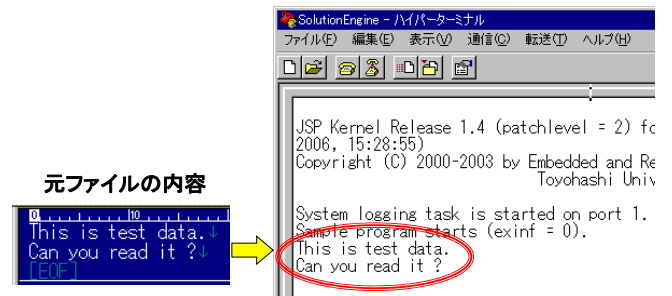 SolutionEngine - ハイパーターミナル
ファイル(F) 編集(E) 表示(V) 通信(C) 転送(T) ヘルプ(H)
JSP Kernel Release 1.4 (patchlevel = 2) fo
2006, 15:28:55)
Copyright (C) 2000-2003 by Embedded and Re
Toyohashi Univ
System logging task is started on port 1.
Sample program starts (exinf = 0).
This is test data.
Can you read it ?
元ファイルの内容
0 10
This is test data.↓
Can you read it ?↓
[EOF]